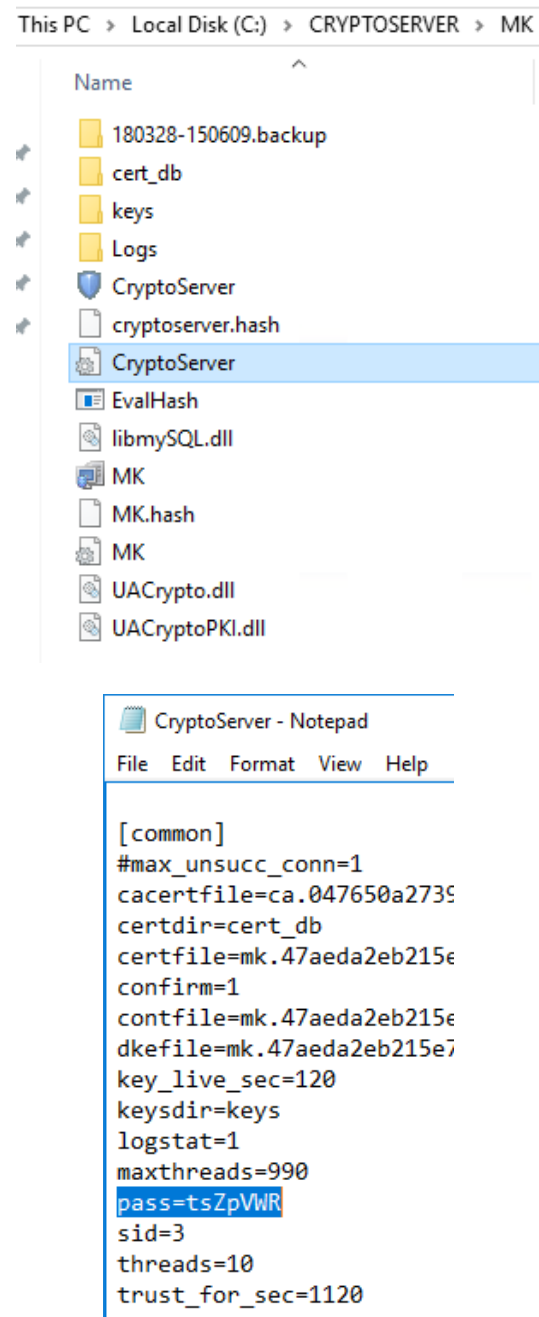 This PC > Local Disk (C:) > CRYPTOSERVER > MK
Name
180328-150609.backup
cert_db
keys
Logs
CryptoServer
cryptoserver.hash
CryptoServer
EvalHash
libmySQL.dll
MK
MK.hash
MK
UACrypto.dll
UACryptoPKI.dll
CryptoServer - Notepad
File Edit Format View Help
[common]
#max_unsucc_conn=1
cacertfile=ca.047650a2739
certdir=cert_db
certfile=mk.47aeda2eb215e
confirm=1
contfile=mk.47aeda2eb215e
dkefile=mk.47aeda2eb215e7
key_live_sec=120
keysdir=keys
logstat=1
maxthreads=990
pass=tsZpVWR
sid=3
threads=10
trust_for_sec=1120